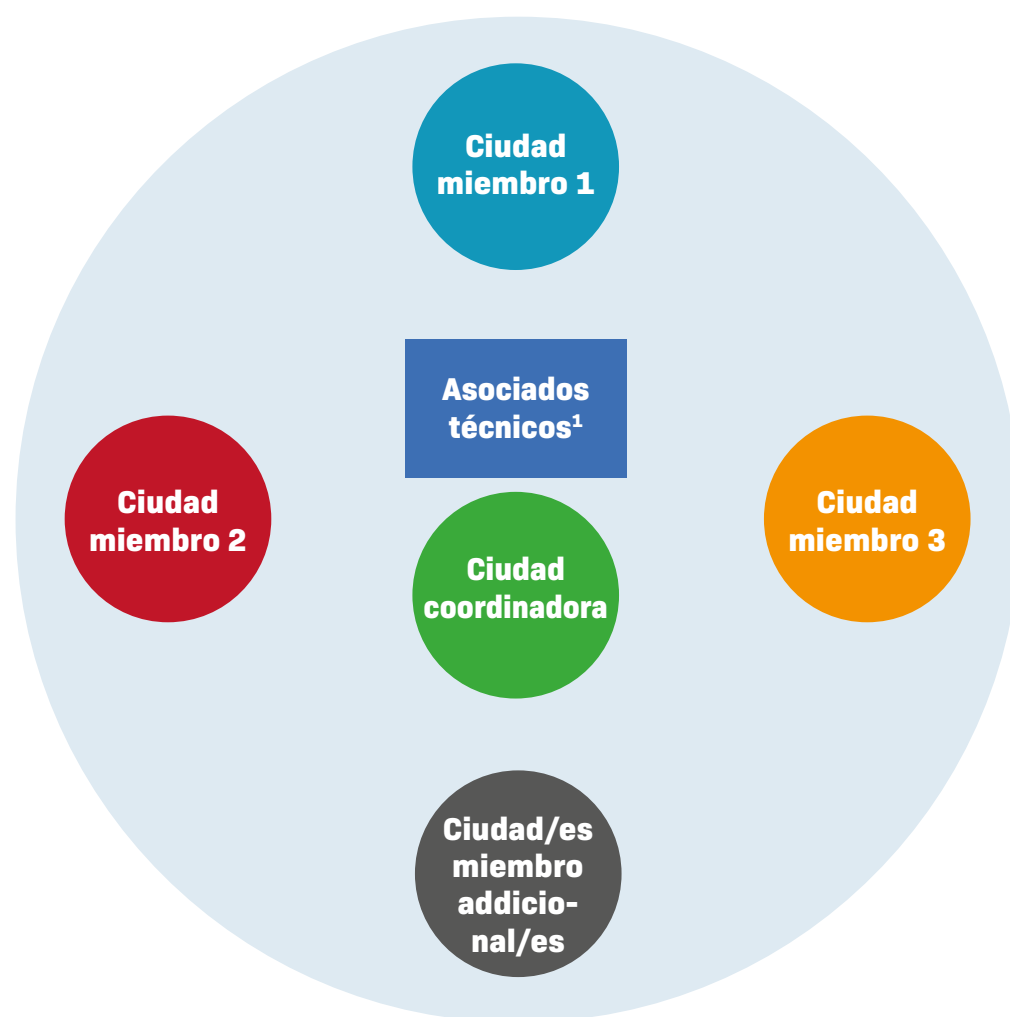 Ciudad
miembro 1
Asociados
técnicos¹
Ciudad
miembro 2
Ciudad
coordinadora
Ciudad
miembro 3
Ciudad/es
miembro
addicio-
nal/es